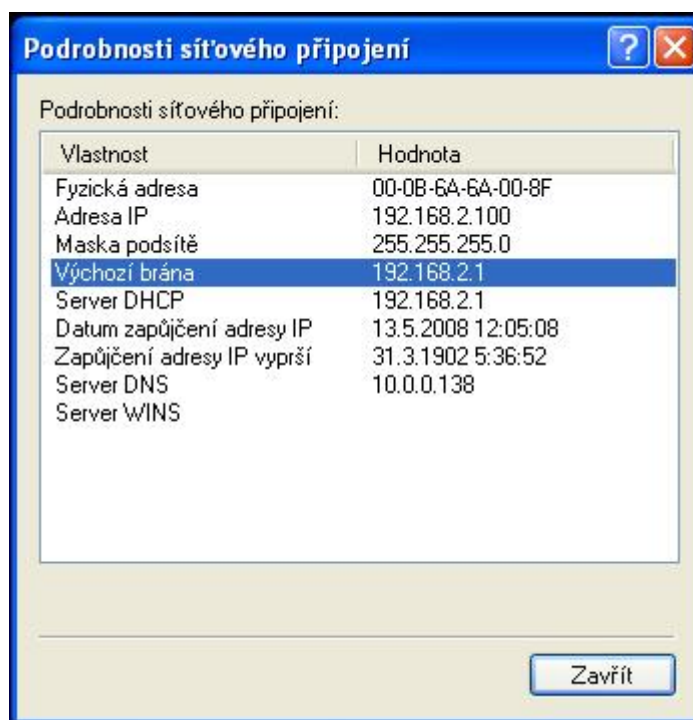 Podrobnosti síťového připojení
Podrobnosti síťového připojení:
Vlastnost Hodnota
Fyzická adresa 00-0B-6A-6A-00-8F
Adresa IP 192.168.2.100
Maska podsítě 255.255.255.0
Výchozí brána 192.168.2.1
Server DHCP 192.168.2.1
Datum zapůjčení adresy IP 13.5.2008 12:05:08
Zapůjčení adresy IP vyprší 31.3.1902 5:36:52
Server DNS 10.0.0.138
Server WINS
Zavřít